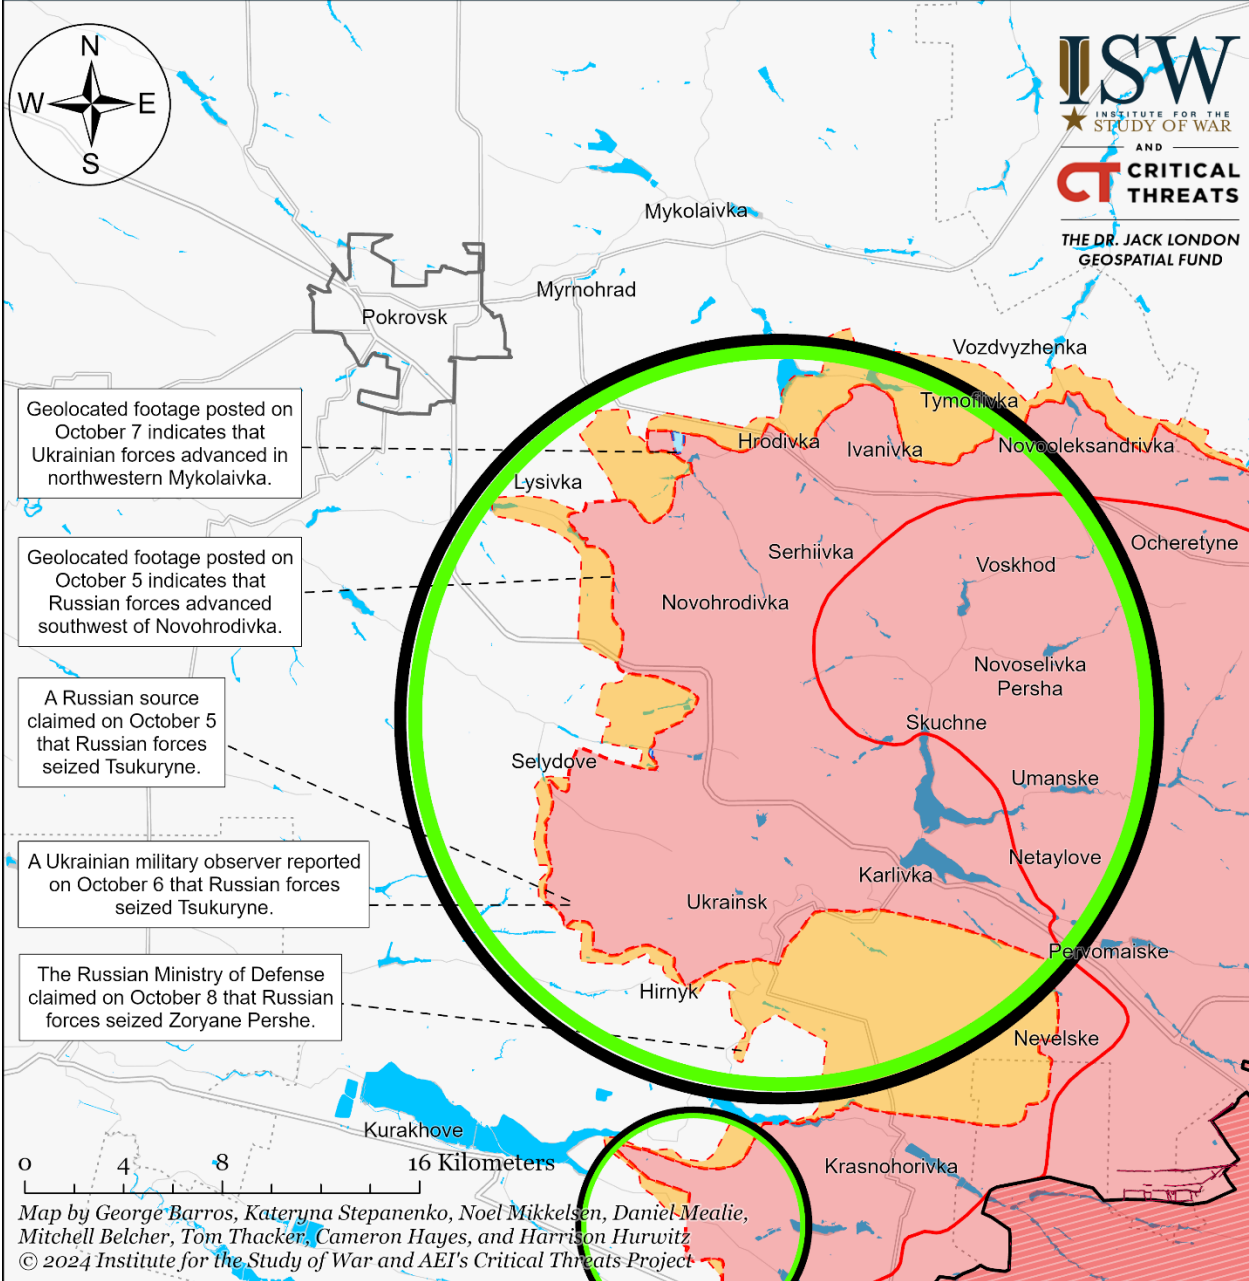 N
W
E
S
ISW
INSTITUTE FOR THE
STUDY OF WAR
AND
CT CRITICAL
THREATS
THE DR. JACK LONDON
GEOSPATIAL FUND
Mykolaivka
Myrnohrad
Pokrovsk
Vozdvyzhenka
Tymofiivka
Geolocated footage posted on
October 7 indicates that
Ukrainian forces advanced in
northwestern Mykolaivka.
Hrodivka
Ivanivka
Novooleksandrivka
Lysivka
Ocheretyne
Serhiivka
Voskhod
Geolocated footage posted on
October 5 indicates that
Russian forces advanced
southwest of Novohrodivka.
Novohrodivka
Novoselivka
Persha
A Russian source
claimed on October 5
that Russian forces
seized Tsukuryne.
Skuchne
Selydove
Umanske
A Ukrainian military observer reported
on October 6 that Russian forces
seized Tsukuryne.
Netaylove
Karlivka
Ukrainsk
Pervomaiske
The Russian Ministry of Defense
claimed on October 8 that Russian
forces seized Zoryane Pershe.
Hirnyk
Nevelske
Kurakhove
Krasnohorivka
0 4 8 16 Kilometers
Map by George Barros, Kateryna Stepanenko, Noel Mikkelsen, Daniel Mealie,
Mitchell Belcher, Tom Thacker, Cameron Hayes, and Harrison Hurwitz
© 2024 Institute for the Study of War and AEI's Critical Threats Project